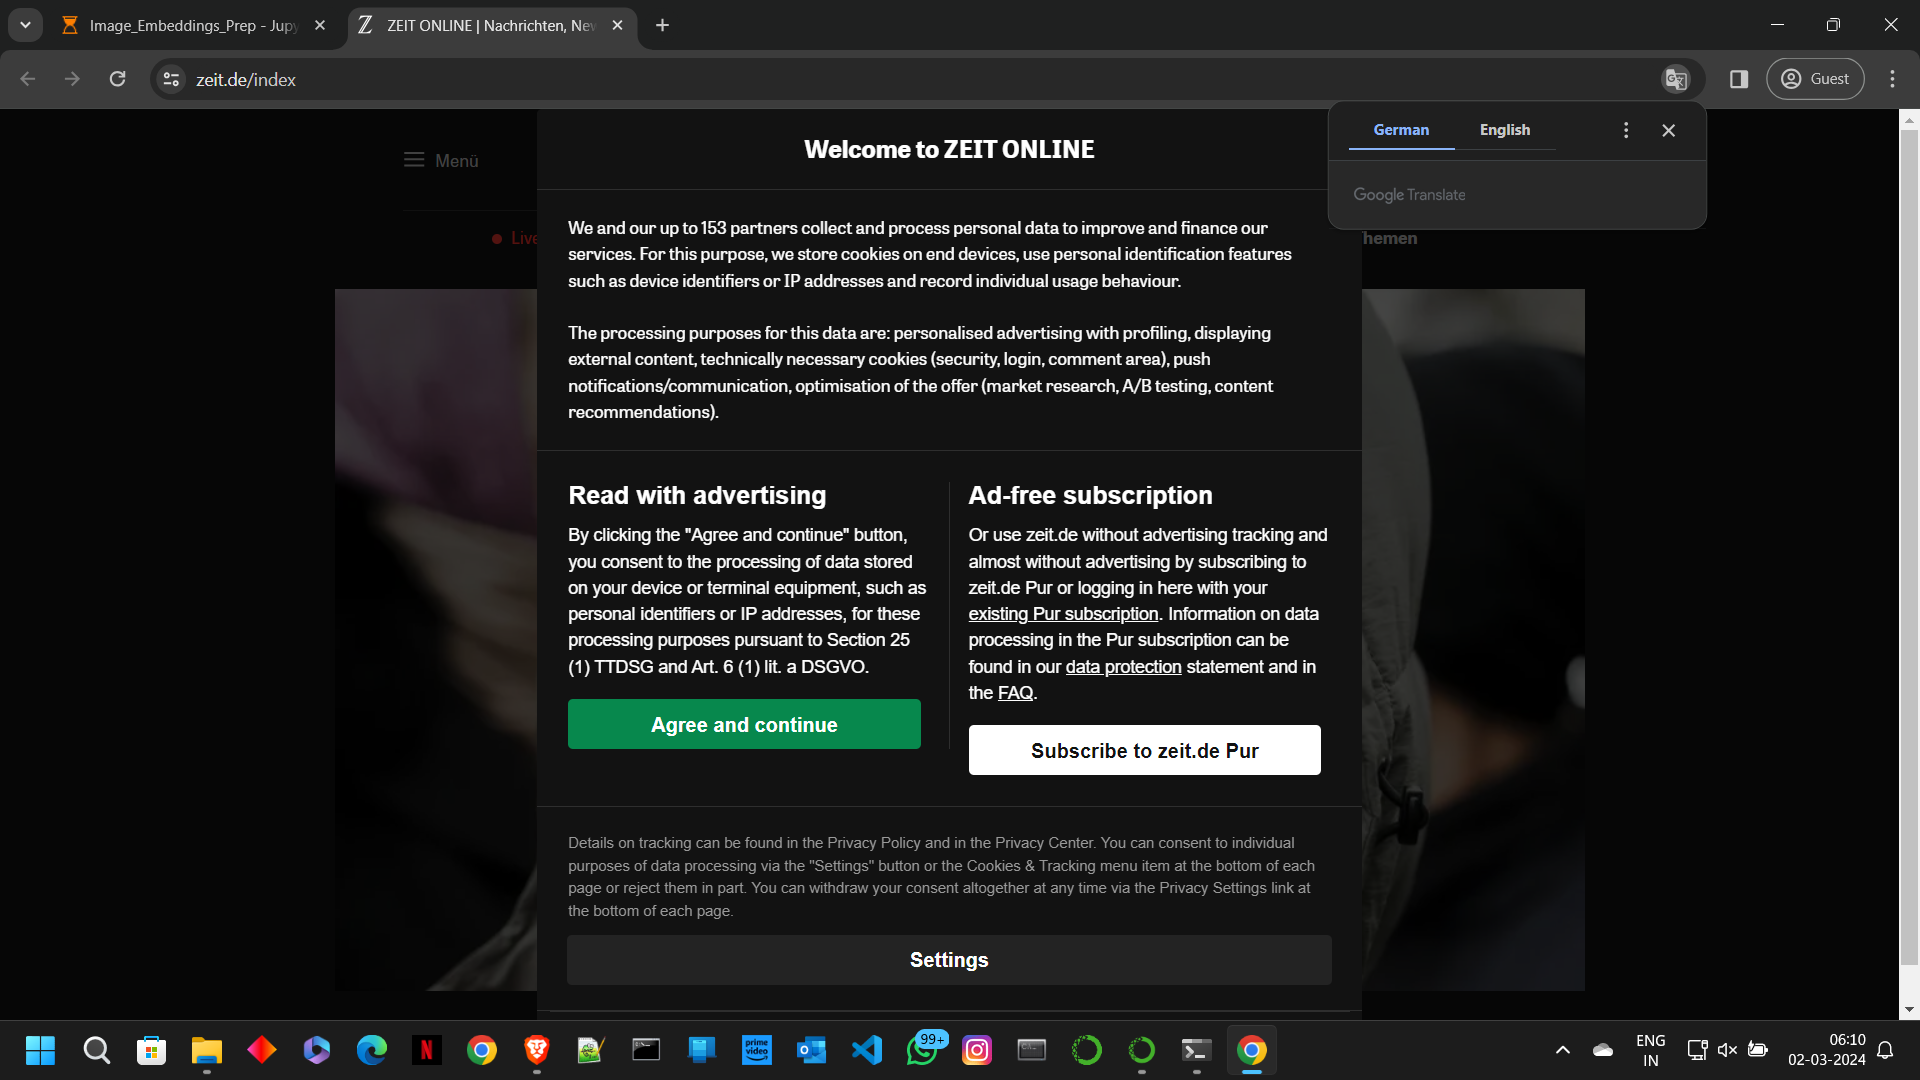 Image_Embeddings_Prep - Jupy
ZEIT ONLINE | Nachrichten, New
zeit.de/index
Guest
German
English
Google Translate
Menü
Welcome to ZEIT ONLINE
Live
hemen
We and our up to 153 partners collect and process personal data to improve and finance our
services. For this purpose, we store cookies on end devices, use personal identification features
such as device identifiers or IP addresses and record individual usage behaviour.
The processing purposes for this data are: personalised advertising with profiling, displaying
external content, technically necessary cookies (security, login, comment area), push
notifications/communication, optimisation of the offer (market research, A/B testing, content
recommendations).
Read with advertising
By clicking the "Agree and continue" button,
you consent to the processing of data stored
on your device or terminal equipment, such as
personal identifiers or IP addresses, for these
processing purposes pursuant to Section 25
(1) TTDSG and Art. 6 (1) lit. a DSGVO.
Agree and continue
Ad-free subscription
Or use zeit.de without advertising tracking and
almost without advertising by subscribing to
zeit.de Pur or logging in here with your
existing Pur subscription. Information on data
processing in the Pur subscription can be
found in our data protection statement and in
the FAQ.
Subscribe to zeit.de Pur
Details on tracking can be found in the Privacy Policy and in the Privacy Center. You can consent to individual
purposes of data processing via the "Settings" button or the Cookies & Tracking menu item at the bottom of each
page or reject them in part. You can withdraw your consent altogether at any time via the Privacy Settings link at
the bottom of each page.
Settings
prime
video
99+
ENG
IN
06:10
02-03-2024